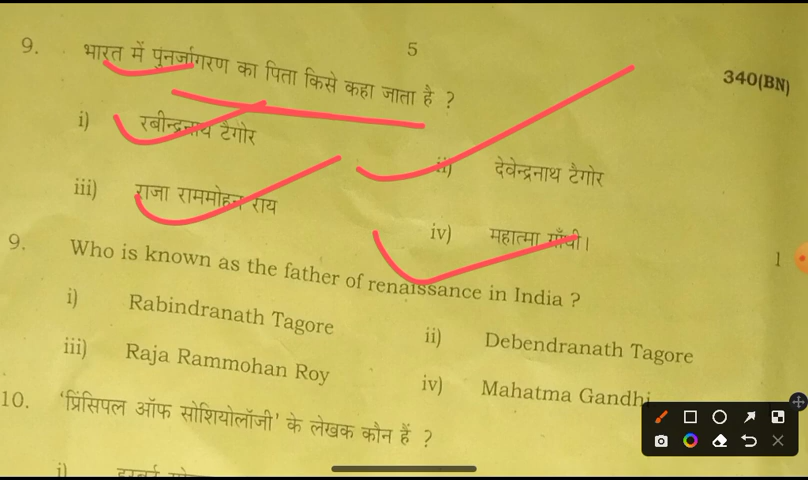 5
340(BN)
9. भारत में पुनर्जागरण का पिता किसे कहा जाता है ?
i) रबीन्द्रनाथ टैगोर
ii) देवेन्द्रनाथ टैगोर
iii) राजा राममोहन राय
iv) महात्मा गाँधी।
1
9. Who is known as the father of renaissance in India ?
i) Rabindranath Tagore
ii) Debendranath Tagore
iii) Raja Rammohan Roy
iv) Mahatma Gandhi
10. 'प्रिंसिपल ऑफ सोशियोलॉजी' के लेखक कौन हैं ?
i)